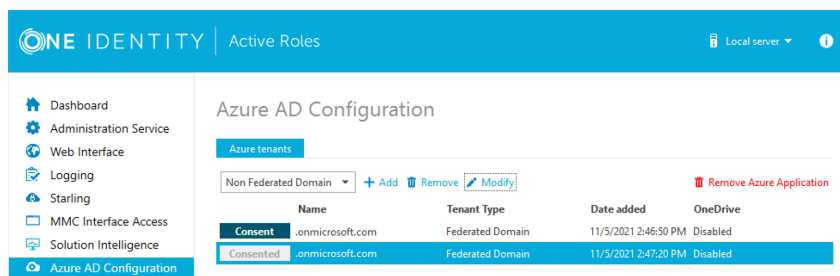 ONE IDENTITY Active Roles Local server
Dashboard
Administration Service
Web Interface
Logging
Starling
MMC Interface Access
Solution Intelligence
Azure AD Configuration
Azure AD Configuration
Azure tenants
Non Federated Domain Add Remove Modify Remove Azure Application
Name Tenant Type Date added OneDrive
Consent .onmicrosoft.com Federated Domain 11/5/2021 2:46:50 PM Disabled
Consented .onmicrosoft.com Federated Domain 11/5/2021 2:47:20 PM Disabled